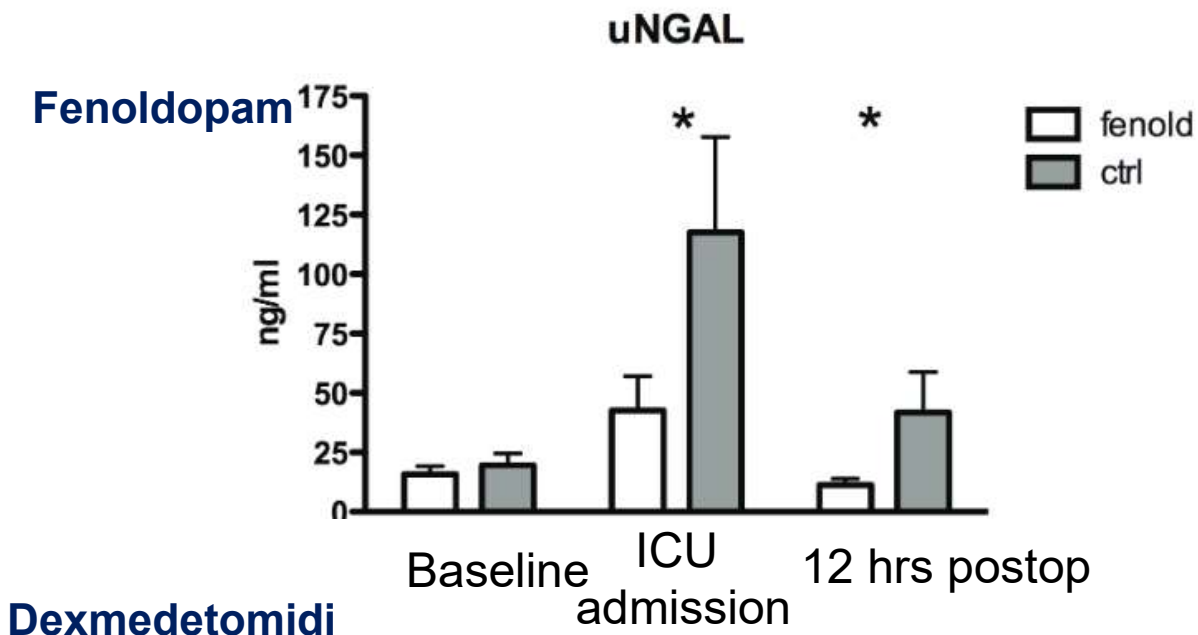 uNGAL
Fenoldopam
175
150
125
100
75
50
25
0
ng/ml
*
*
fenold
ctrl
Baseline
ICU
admission
12 hrs postop
Dexmedetomidi